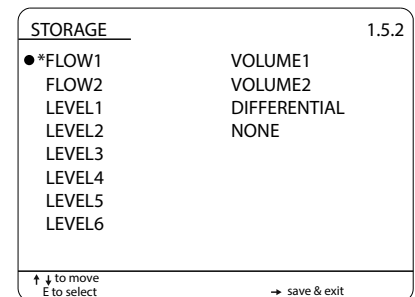 STORAGE 1.5.2
●*FLOW1 VOLUME1
FLOW2 VOLUME2
LEVEL1 DIFFERENTIAL
LEVEL2 NONE
LEVEL3
LEVEL4
LEVEL5
LEVEL6
↑ ↓ to move
E to select → save & exit